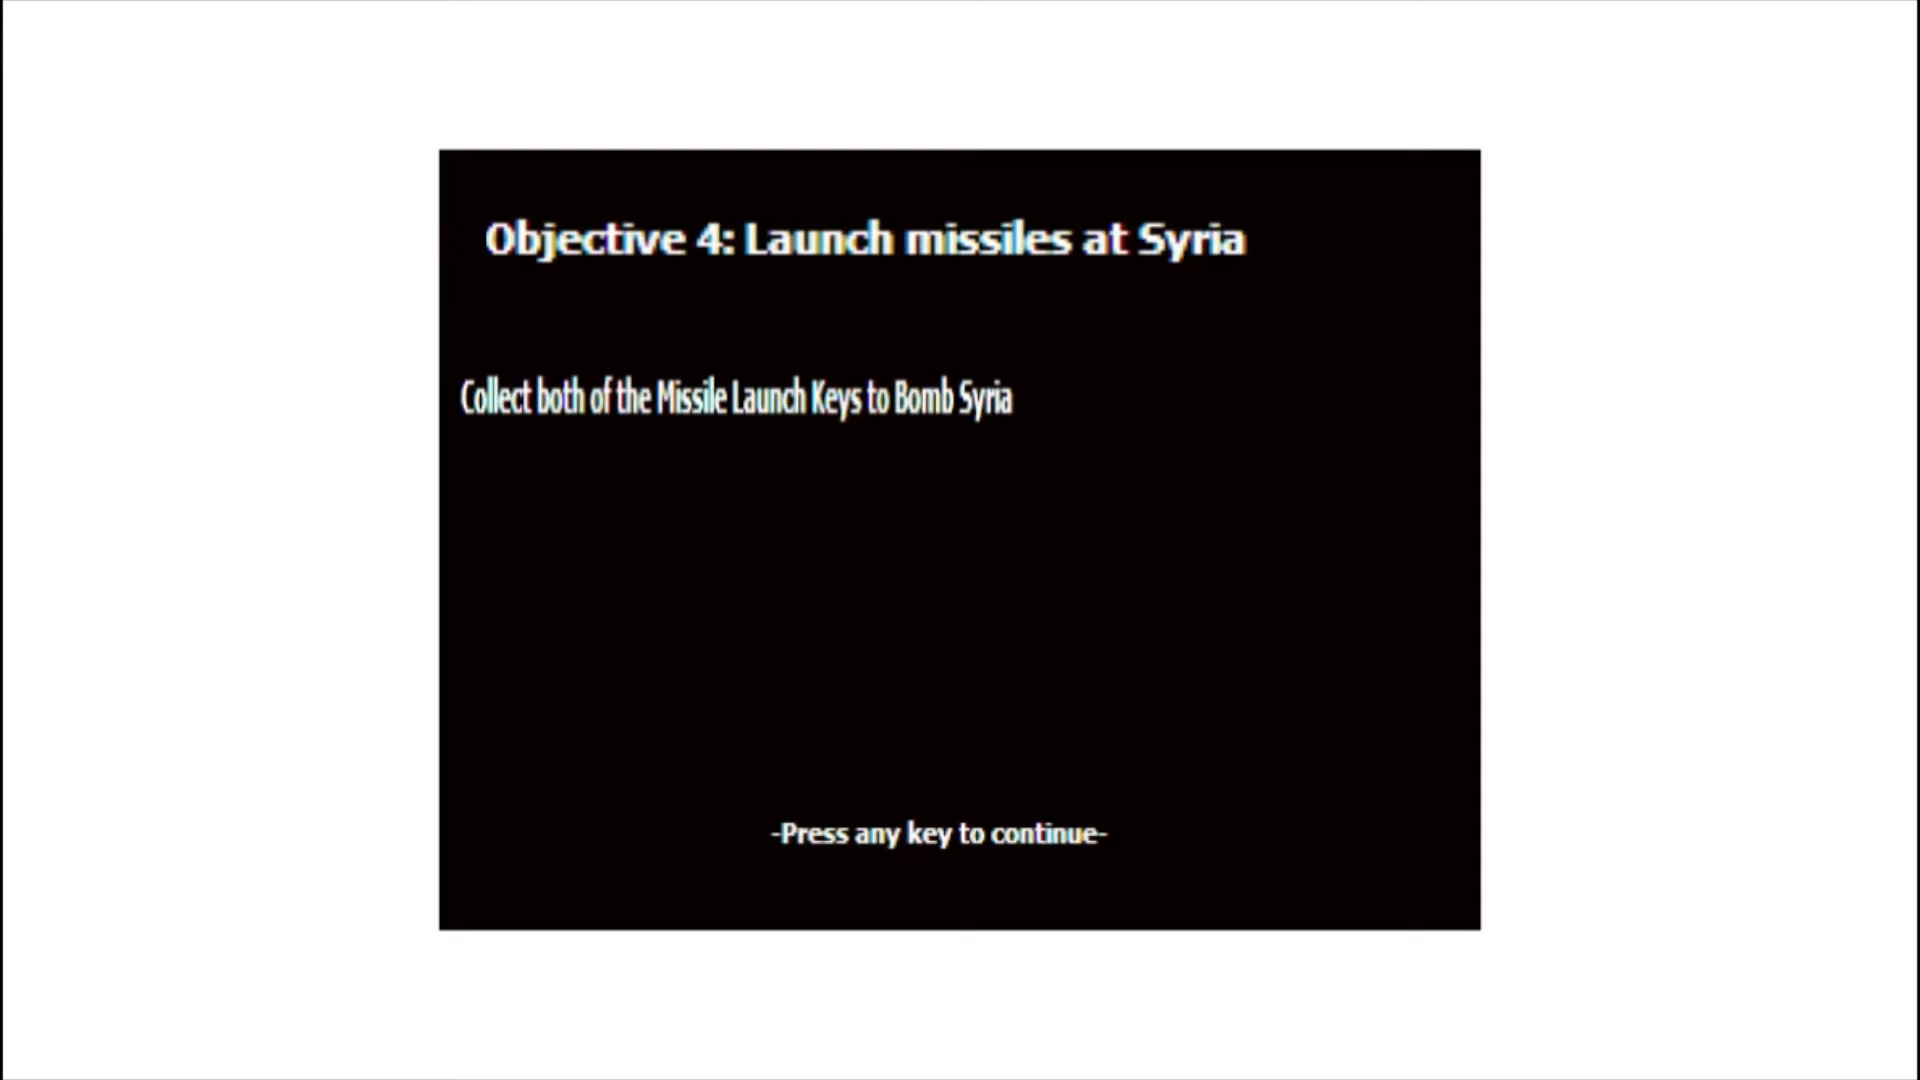 Objective 4: Launch missiles at Syria
Collect both of the Missile Launch Keys to Bomb Syria
-Press any key to continue-